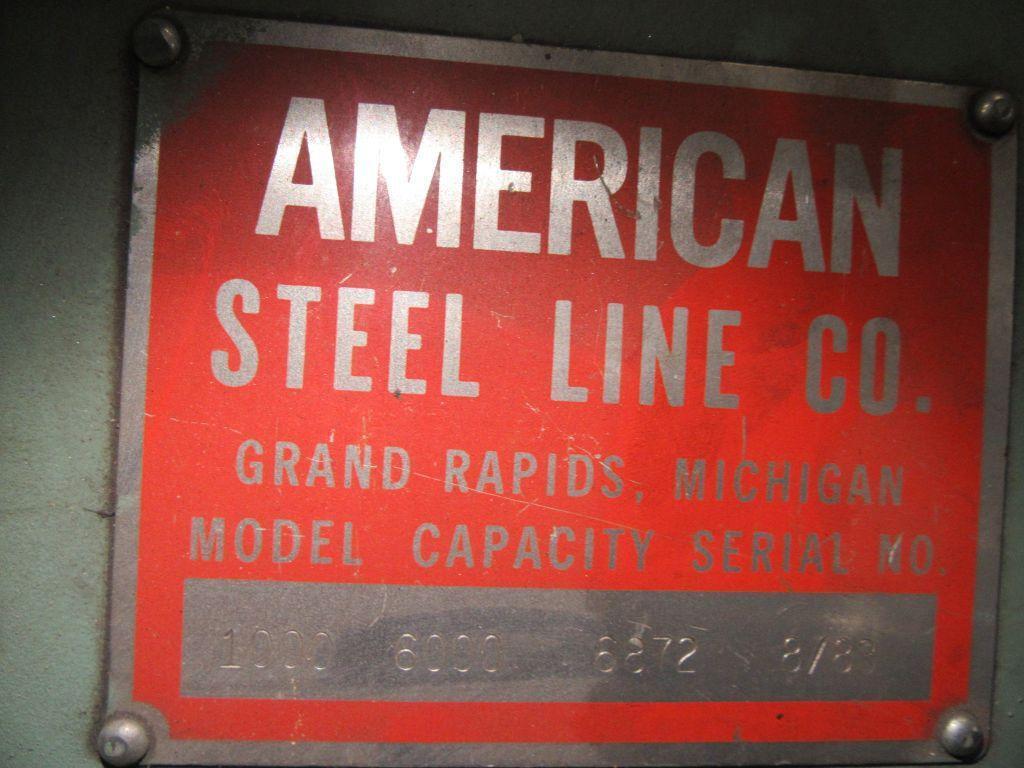 AMERICAN
STEEL LINE CO.
GRAND RAPIDS, MICHIGAN
MODEL CAPACITY SERIAL NO.
1000 6000 6872